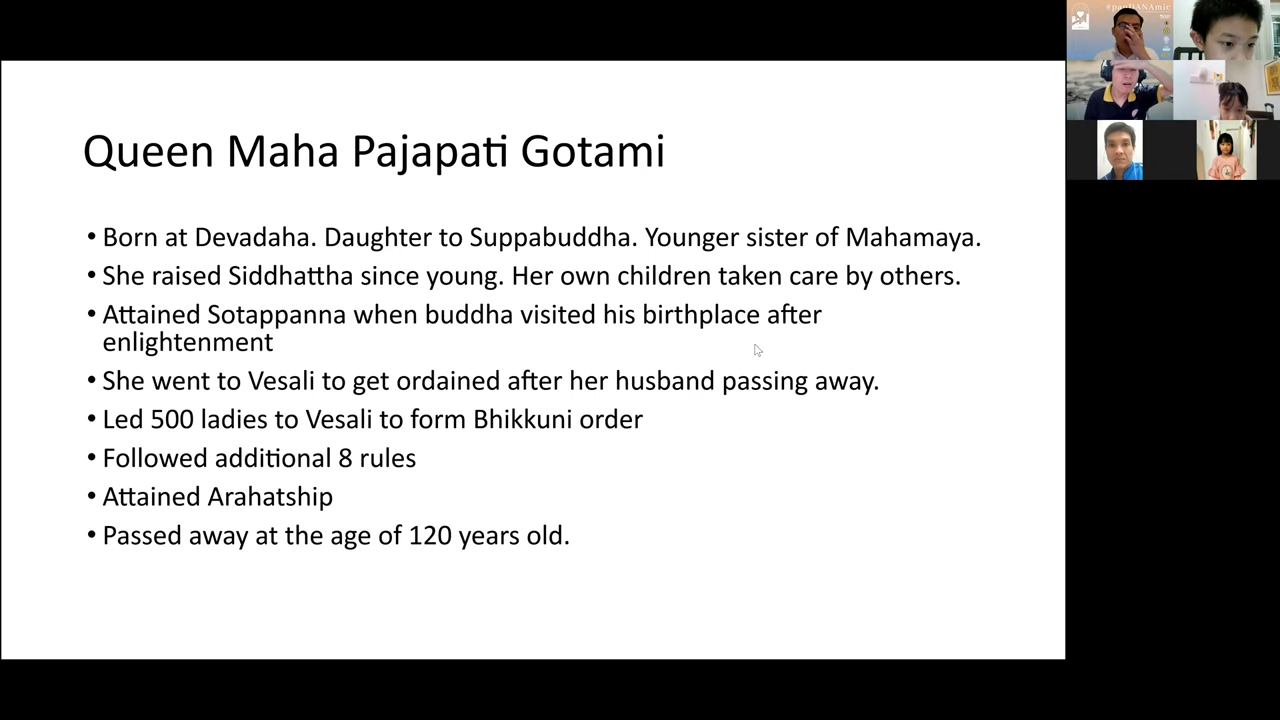 #pantiANAmic
Queen Maha Pajapati Gotami
• Born at Devadaha. Daughter to Suppabuddha. Younger sister of Mahamaya.
• She raised Siddhattha since young. Her own children taken care by others.
• Attained Sotappanna when buddha visited his birthplace after
enlightenment
• She went to Vesali to get ordained after her husband passing away.
• Led 500 ladies to Vesali to form Bhikkuni order
• Followed additional 8 rules
• Attained Arahatship
• Passed away at the age of 120 years old.